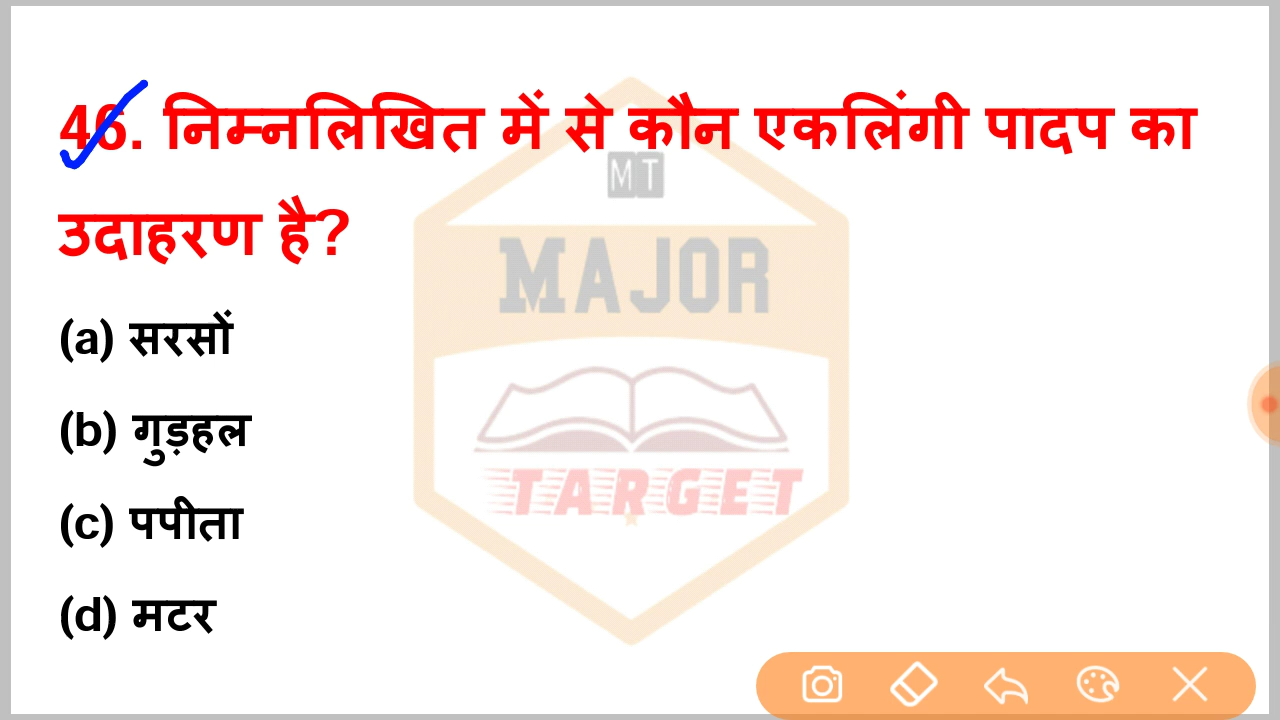 46. निम्नलिखित में से कौन एकलिंगी पादप का
उदाहरण है?
(a) सरसों
(b) गुड़हल
(c) पपीता
(d) मटर
MT
MAJOR
TARGET